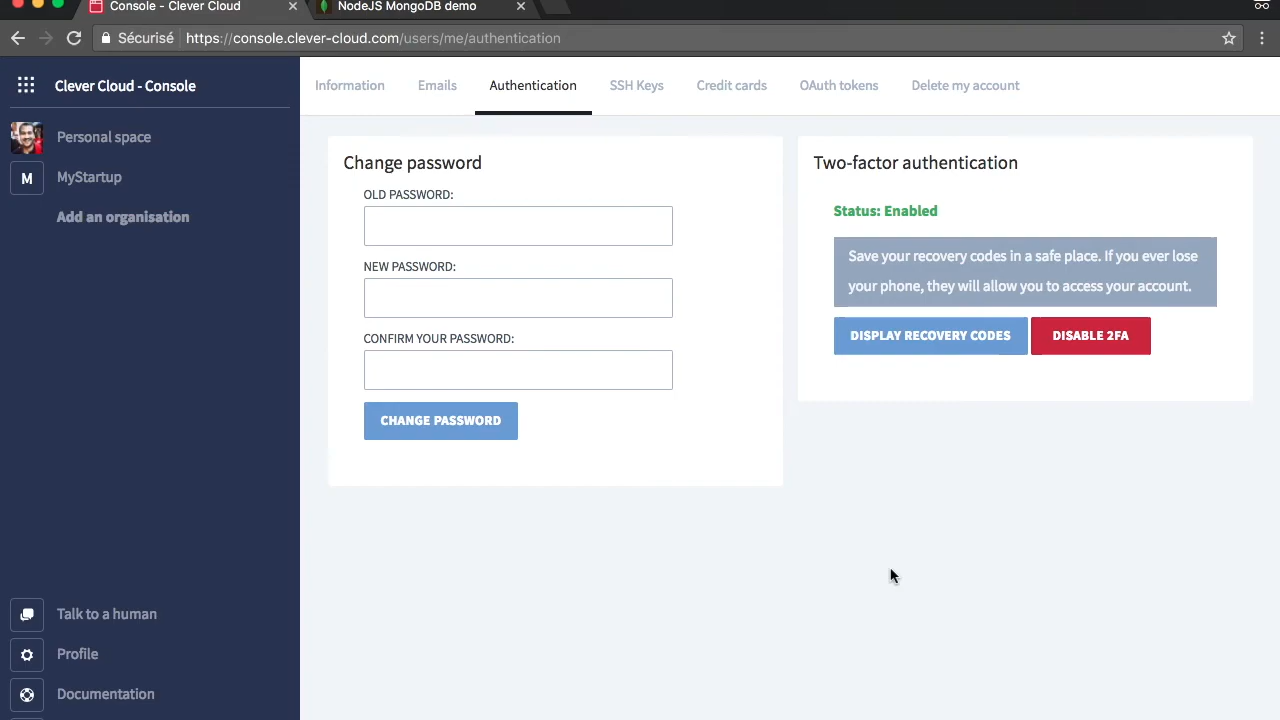 Console - Clever Cloud
NodeJS MongoDB demo
Sécurisé
https://console.clever-cloud.com/users/me/authentication
Clever Cloud - Console
Personal space
M
MyStartup
Add an organisation
Talk to a human
Profile
Documentation
Information
Emails
Authentication
SSH Keys
Credit cards
OAuth tokens
Delete my account
Change password
OLD PASSWORD:
NEW PASSWORD:
CONFIRM YOUR PASSWORD:
CHANGE PASSWORD
Two-factor authentication
Status: Enabled
Save your recovery codes in a safe place. If you ever lose
your phone, they will allow you to access your account.
DISPLAY RECOVERY CODES
DISABLE 2FA